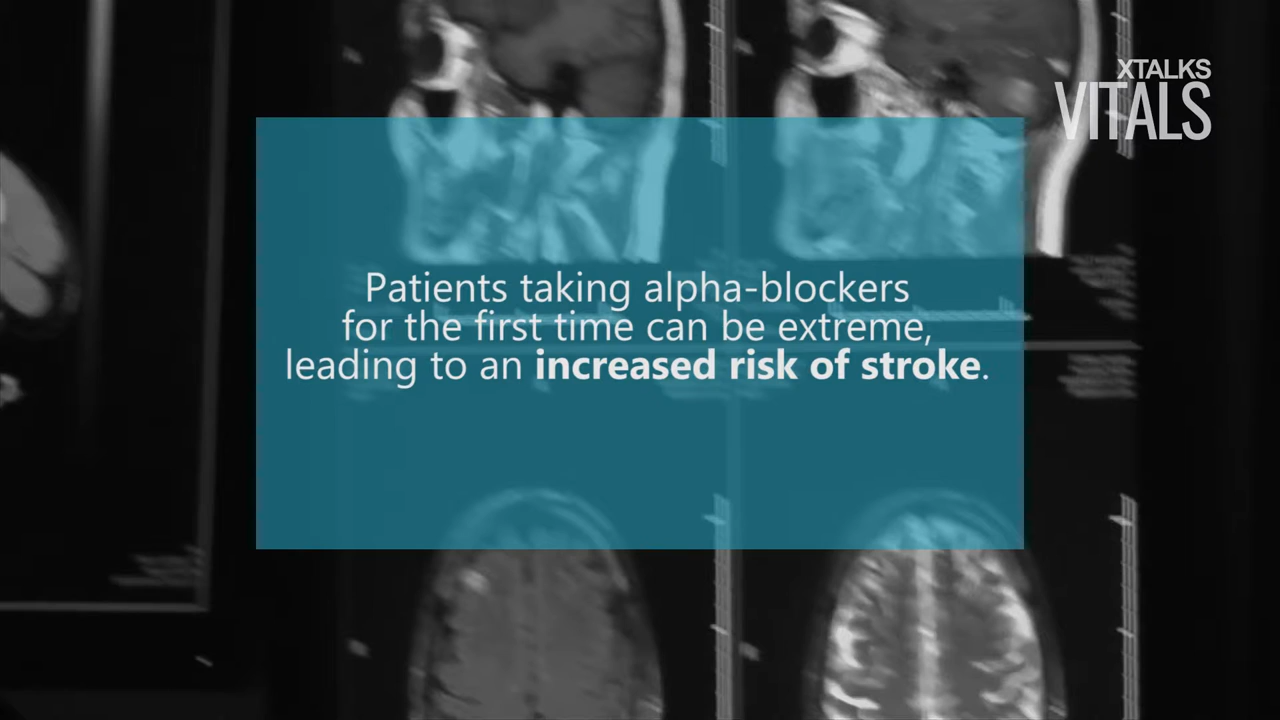 XTALKS
VITALS
Patients taking alpha-blockers
for the first time can be extreme,
leading to an increased risk of stroke.